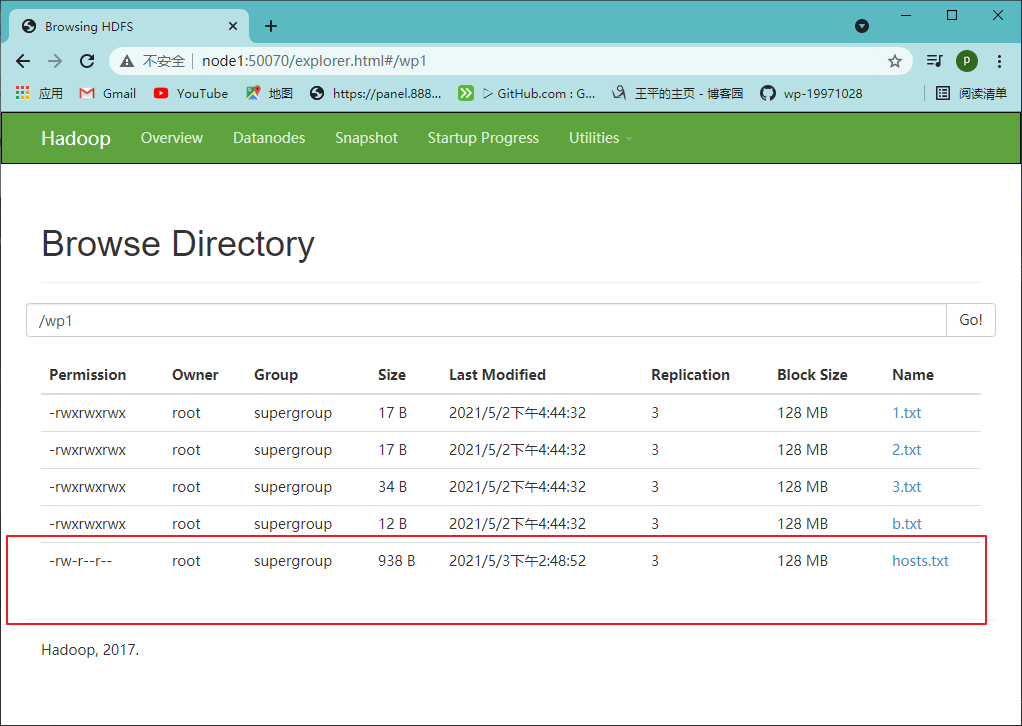 Browsing HDFS
不安全 node1:50070/explorer.html#/wp1 P
应用 Gmail YouTube 地图 https://panel.888... ▷ GitHub.com : G... 王平的主页 - 博客园 wp-19971028 阅读清单
Hadoop Overview Datanodes Snapshot Startup Progress Utilities
Browse Directory
/wp1 Go!
Permission Owner Group Size Last Modified Replication Block Size Name
-rwxrwxrwx root supergroup 17 B 2021/5/2下午4:44:32 3 128 MB 1.txt
-rwxrwxrwx root supergroup 17 B 2021/5/2下午4:44:32 3 128 MB 2.txt
-rwxrwxrwx root supergroup 34 B 2021/5/2下午4:44:32 3 128 MB 3.txt
-rwxrwxrwx root supergroup 12 B 2021/5/2下午4:44:32 3 128 MB b.txt
-rw-r--r-- root supergroup 938 B 2021/5/3下午2:48:52 3 128 MB hosts.txt
Hadoop, 2017.